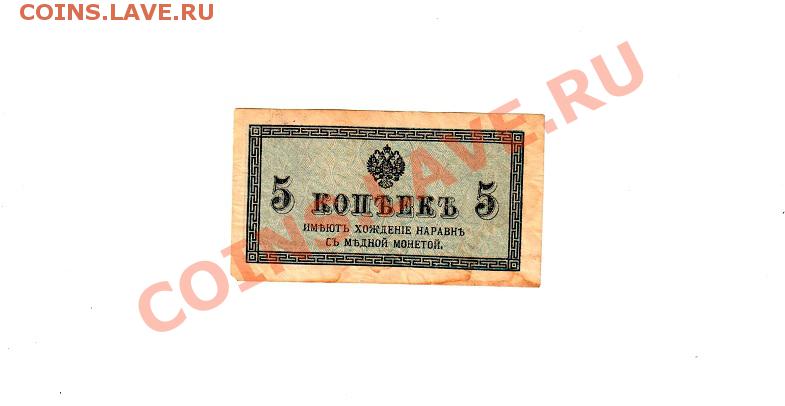 COINS.LAVE.RU
5 КОПѢЕКЪ 5
ИМѢЮТЪ ХОЖДЕНІЕ НАРАВНѢ
СЪ МѢДНОЙ МОНЕТОЙ.
COINS.LAVE.RU